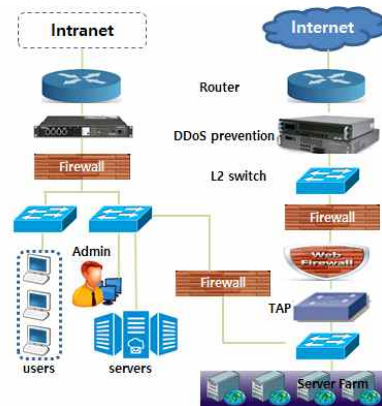 Intranet
Internet
Router
DDoS prevention
Firewall
L2 switch
Firewall
Web
Firewall
Admin
Firewall
TAP
users
servers
Server Farm